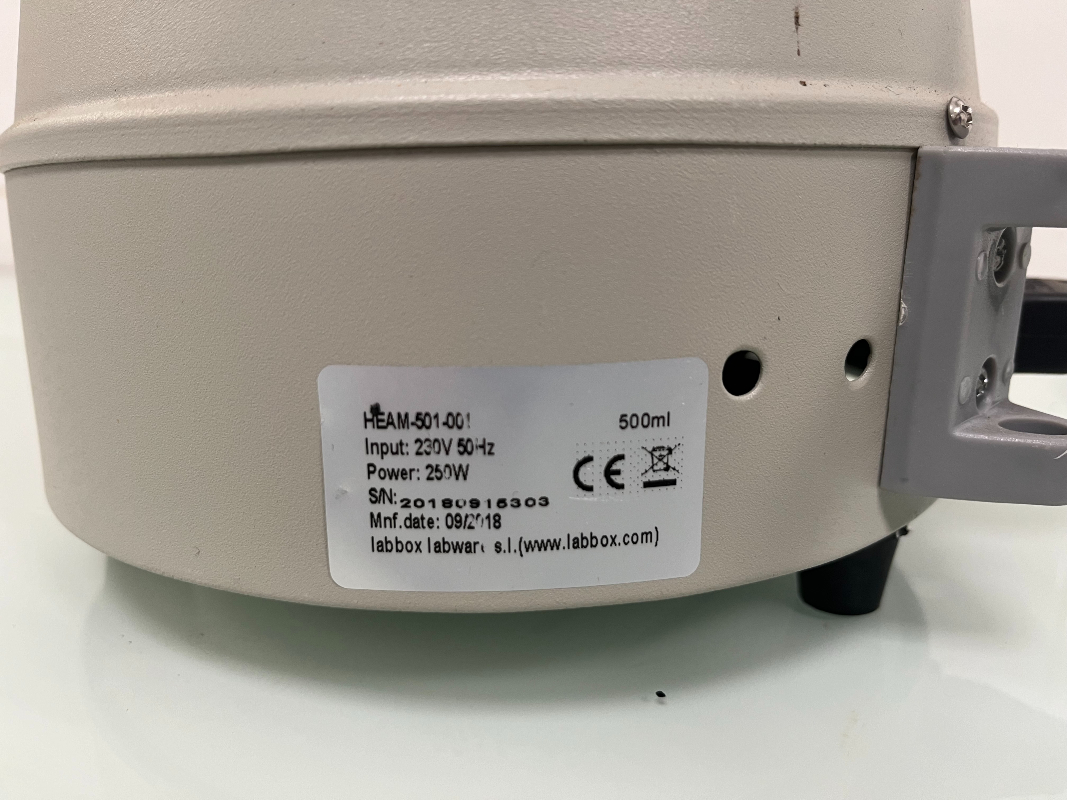 HEAM-501-001 500ml
Input: 230V 50Hz
Power: 250W
CE
S/N: 20180915303
Mnf.date: 09/2018
labbox labware s.l.(www.labbox.com)